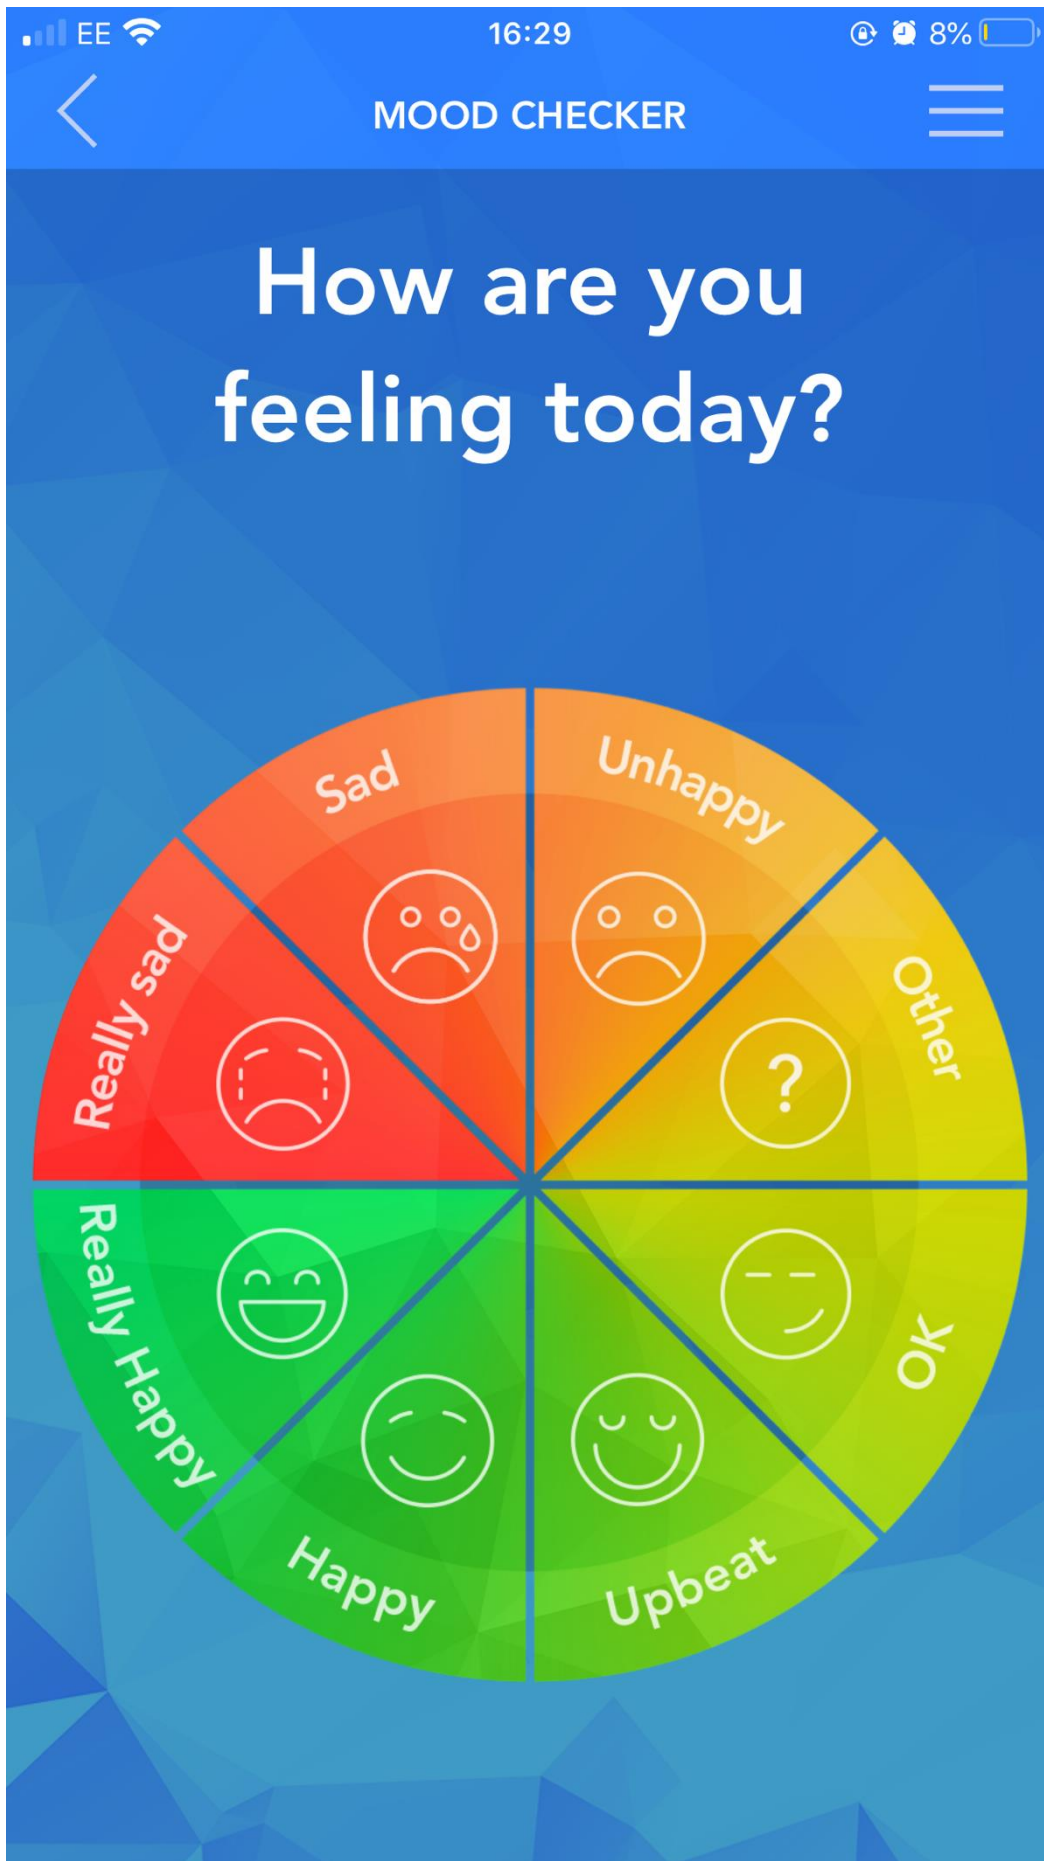 EE 16:29 8%
MOOD CHECKER
How are you
feeling today?
Sad
Unhappy
Really sad
Other
?
Really Happy
OK
Happy
Upbeat